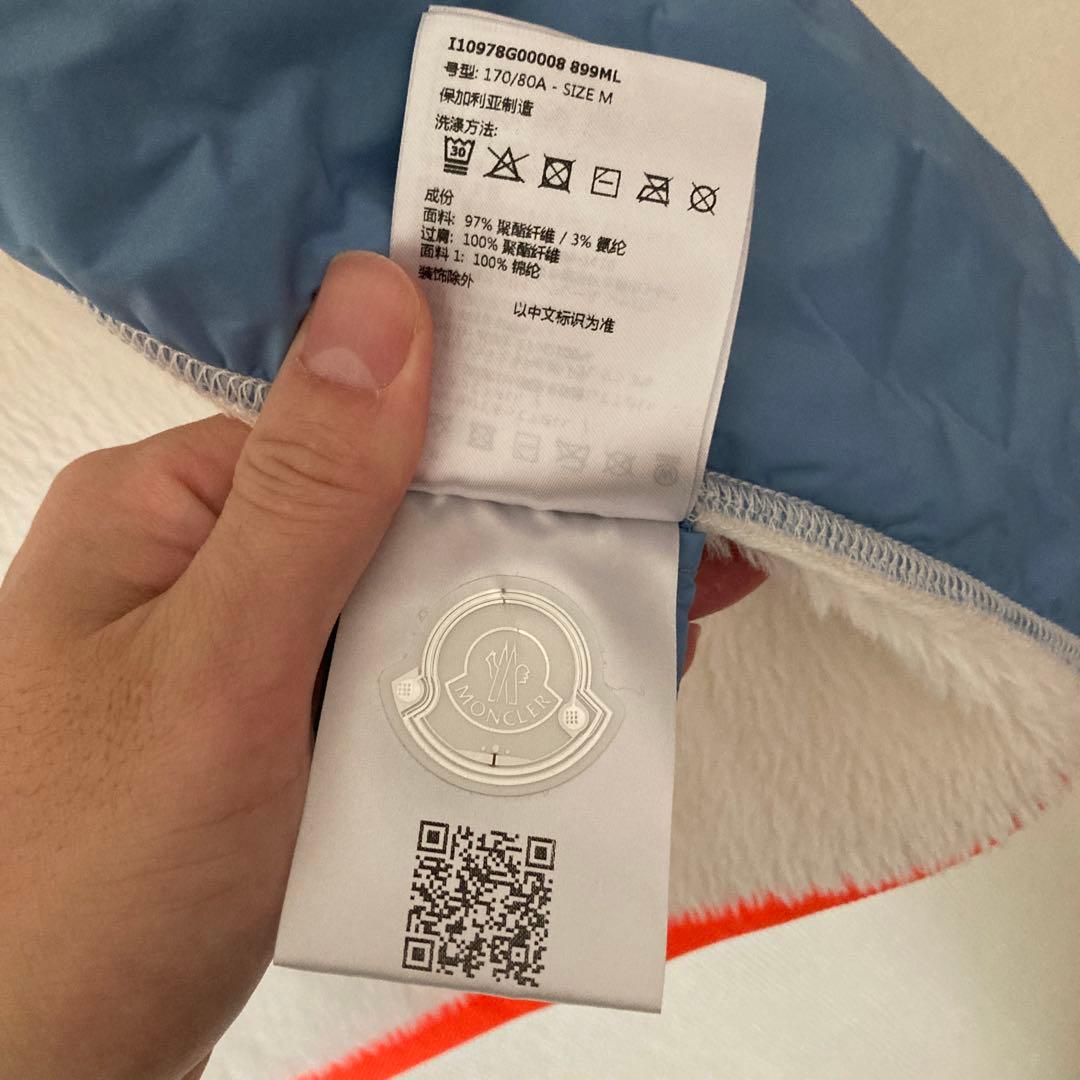 I10978G00008 899ML
号型: 170/80A - SIZE M
保加利亚制造
洗涤方法:
30
成份
面料: 97% 聚酯纤维 / 3% 氨纶
过肩: 100% 聚酯纤维
面料 1: 100% 锦纶
装饰除外
以中文标识为准
MONCLER